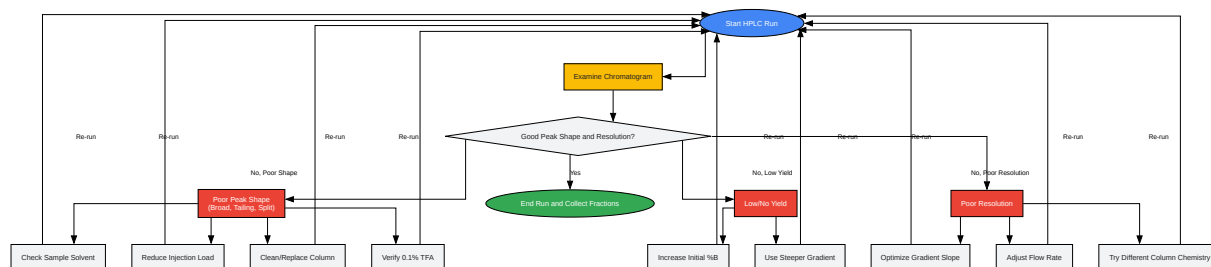 Start HPLC Run
Examine Chromatogram
Re-run
Re-run
Re-run
Re-run
Good Peak Shape and Resolution?
Re-run
Re-run
Re-run
Re-run
Re-run
No, Poor Shape
Yes
No, Low Yield
No, Poor Resolution
Poor Peak Shape
(Broad, Tailing, Split)
End Run and Collect Fractions
Low/No Yield
Poor Resolution
Check Sample Solvent
Reduce Injection Load
Clean/Replace Column
Verify 0.1% TFA
Increase Initial %B
Use Steeper Gradient
Optimize Gradient Slope
Adjust Flow Rate
Try Different Column Chemistry